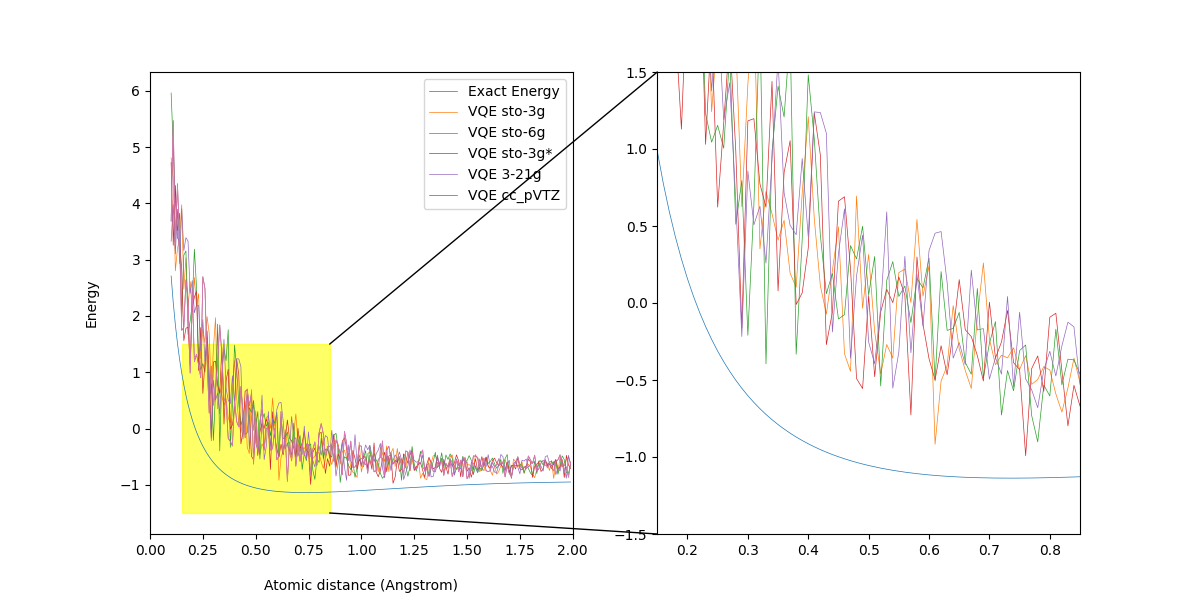 6
5
4
3
2
1
0
−1
Energy
0.00 0.25 0.50 0.75 1.00 1.25 1.50 1.75 2.00
Atomic distance (Angstrom)
Exact Energy
VQE sto-3g
VQE sto-6g
VQE sto-3g*
VQE 3-21g
VQE cc_pVTZ
1.5
1.0
0.5
0.0
−0.5
−1.0
−1.5
0.2 0.3 0.4 0.5 0.6 0.7 0.8